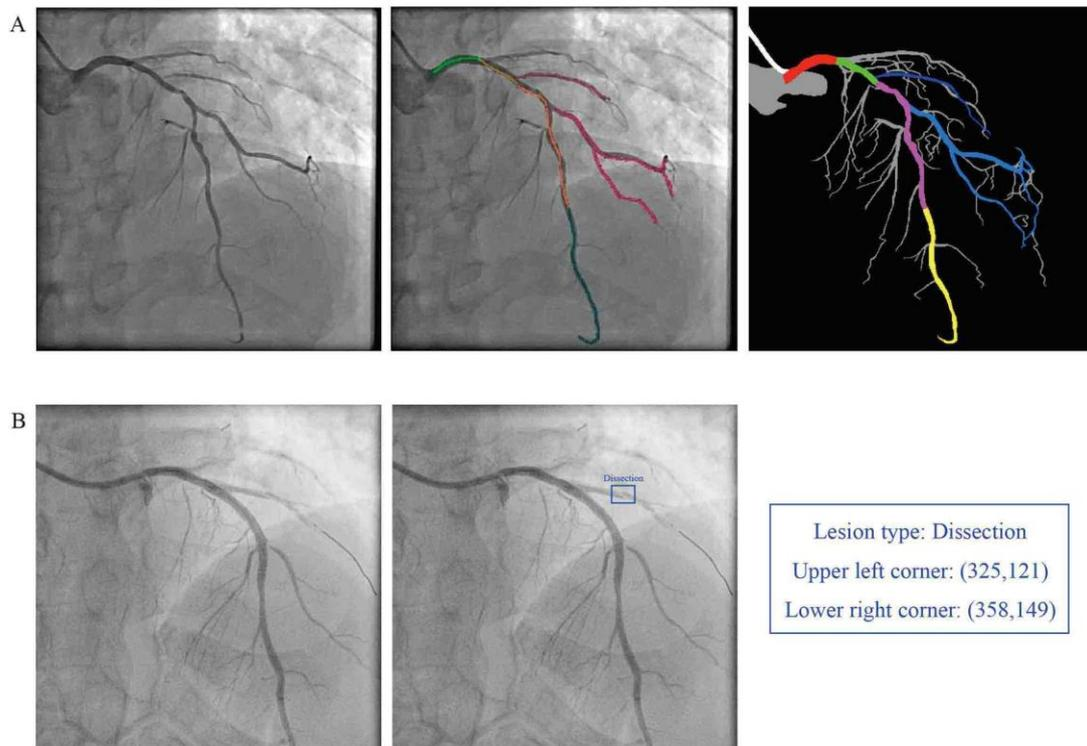 A
B
Dissection
Lesion type: Dissection
Upper left corner: (325,121)
Lower right corner: (358,149)